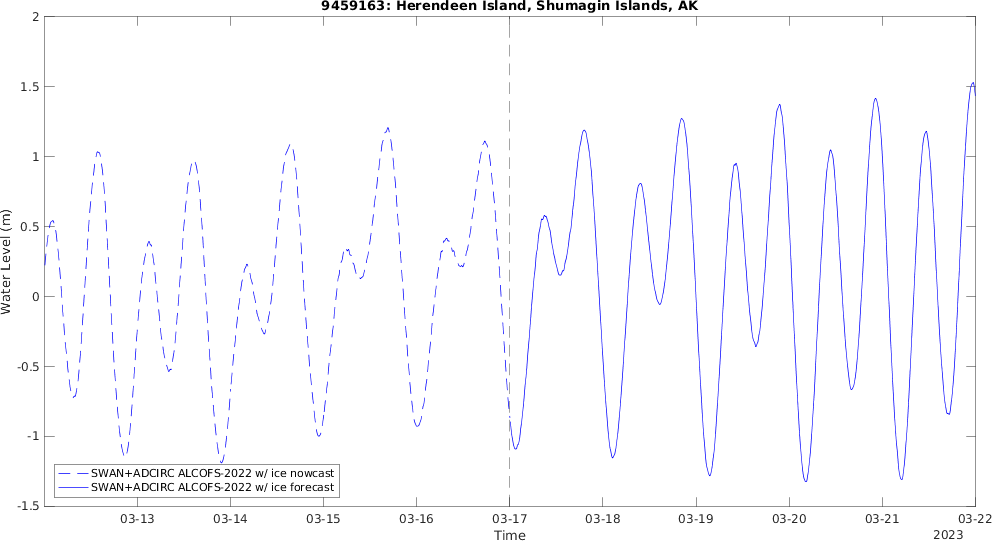 9459163: Herendeen Island, Shumagin Islands, AK
Water Level (m)
2
1.5
1
0.5
0
-0.5
-1
-1.5
SWAN+ADCIRC ALCOFS-2022 w/ ice nowcast
SWAN+ADCIRC ALCOFS-2022 w/ ice forecast
03-13 03-14 03-15 03-16 03-17 03-18 03-19 03-20 03-21 03-22
Time
2023